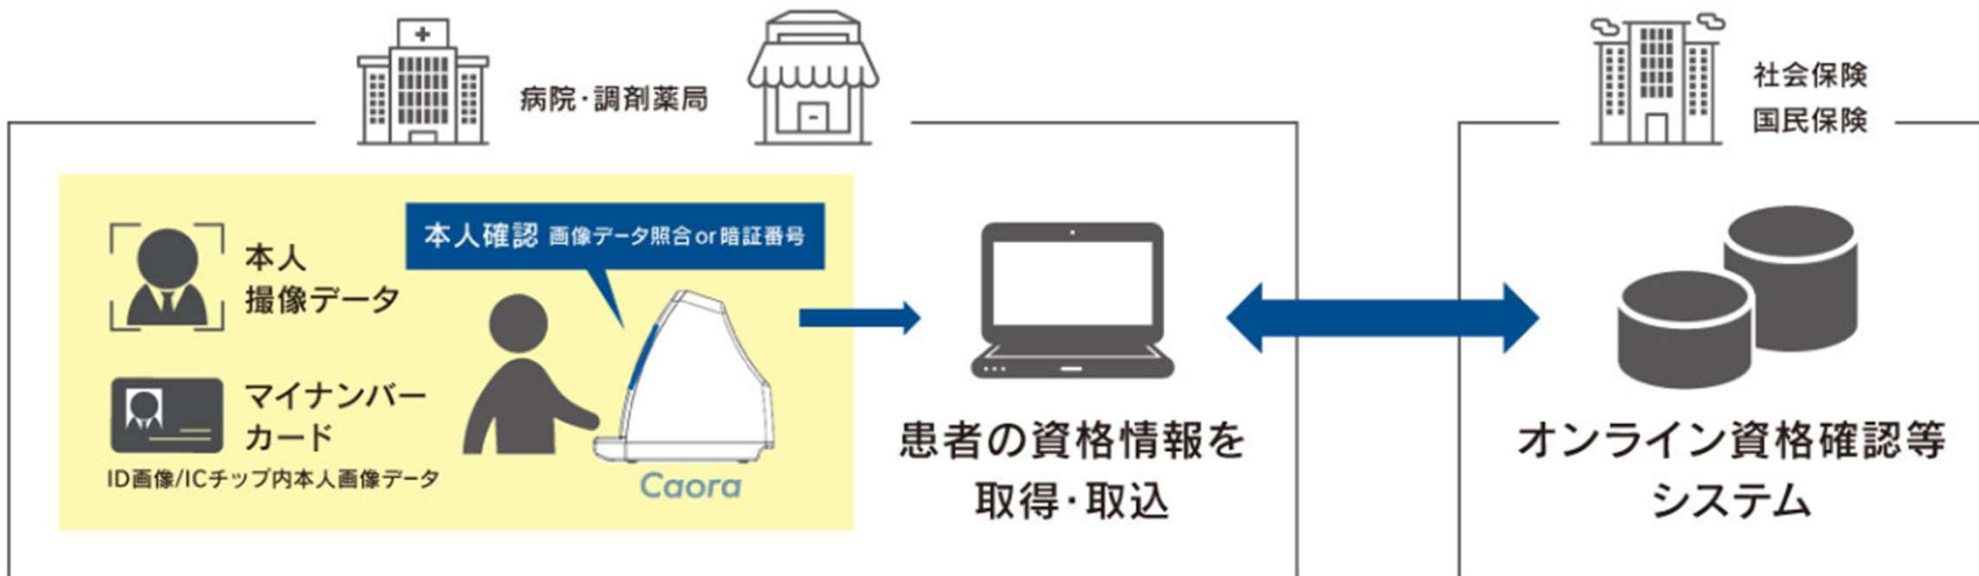 病院・調剤薬局
社会保険
国民保険
本人確認 画像データ照合or暗証番号
本人
撮像データ
マイナンバー
カード
ID画像/ICチップ内本人画像データ
Caora
患者の資格情報を
取得・取込
オンライン資格確認等
システム